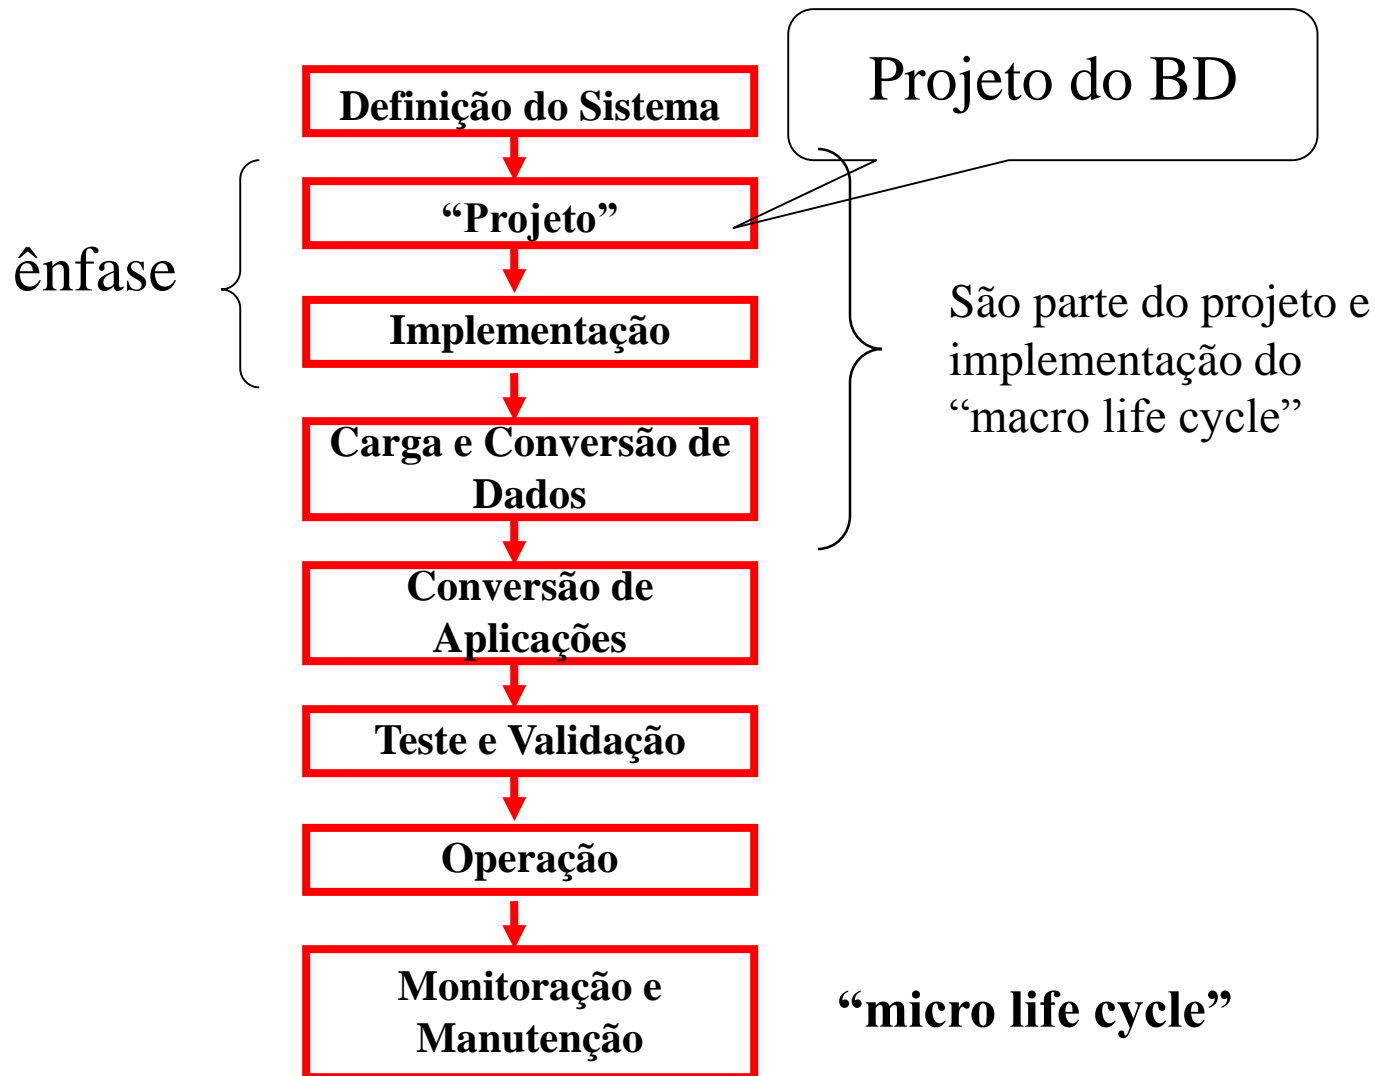 Projeto do BD
Definição do Sistema
“Projeto”
ênfase
Implementação
São parte do projeto e
implementação do
“macro life cycle”
Carga e Conversão de
Dados
Conversão de
Aplicações
Teste e Validação
Operação
Monitoração e
Manutenção
“micro life cycle”